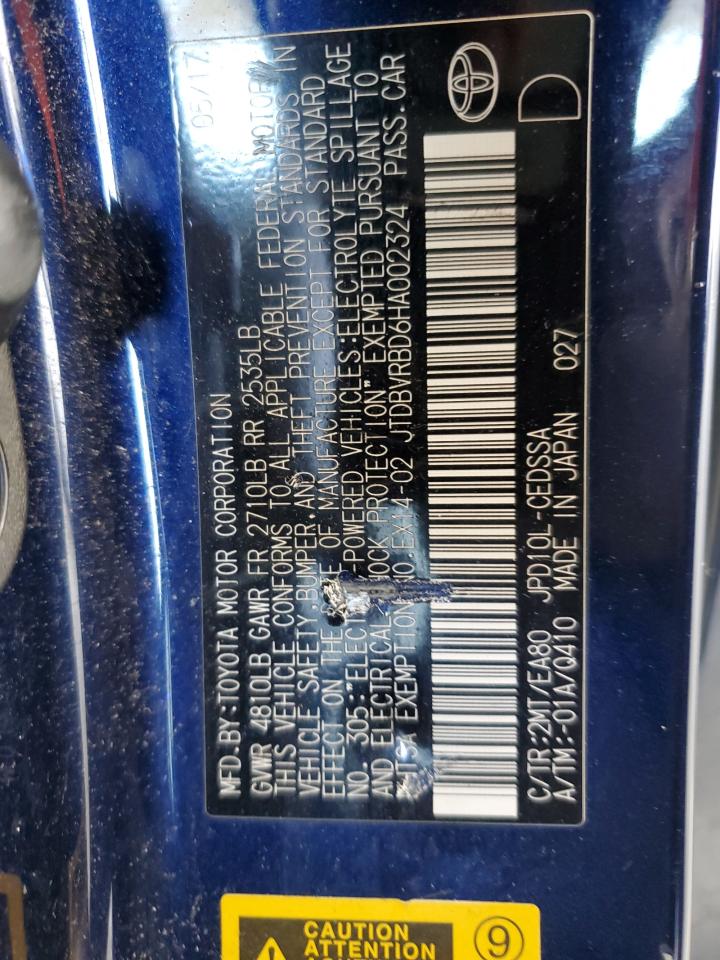 MFD.BY:TOYOTA MOTOR CORPORATION 05/17
GVWR 4810LB GAWR FR 2710LB RR 2535LB
THIS VEHICLE CONFORMS TO ALL APPLICABLE FEDERAL MOTOR
VEHICLE SAFETY,BUMPER,AND THEFT PREVENTION STANDARDS IN
EFFECT ON THE OF MANUFACTURE EXCEPT FOR STANDARD
NO 305:"ELECT POWERED VEHICLES:ELECTROLYTE SPILLAGE
AND ELECTRICAL OCK PROTECTION" EXEMPTED PURSUANT TO
EXEMPTION NO.EX14-02 JTDBVRBD6HA002324 PASS.CAR
C/TR:2MT/EA80 JPD10L-CEDSSA
A/TM:-01A/Q410 MADE IN JAPAN 027
D
CAUTION
ATTENTION
9